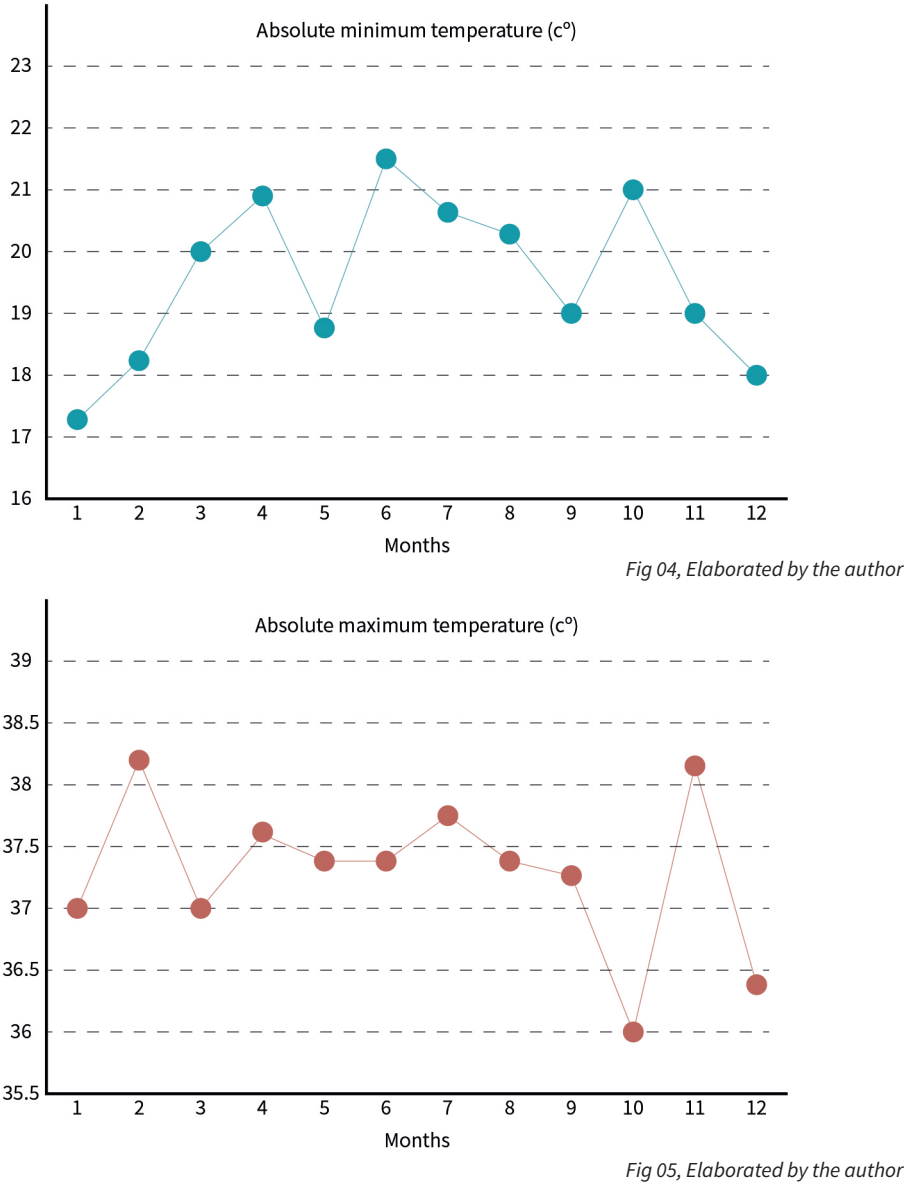 Absolute minimum temperature (cº)
23
22
21
20
19
18
17
16
1 2 3 4 5 6 7 8 9 10 11 12
Months
Fig 04, Elaborated by the author
Absolute maximum temperature (cº)
39
38.5
38
37.5
37
36.5
36
35.5
1 2 3 4 5 6 7 8 9 10 11 12
Months
Fig 05, Elaborated by the author